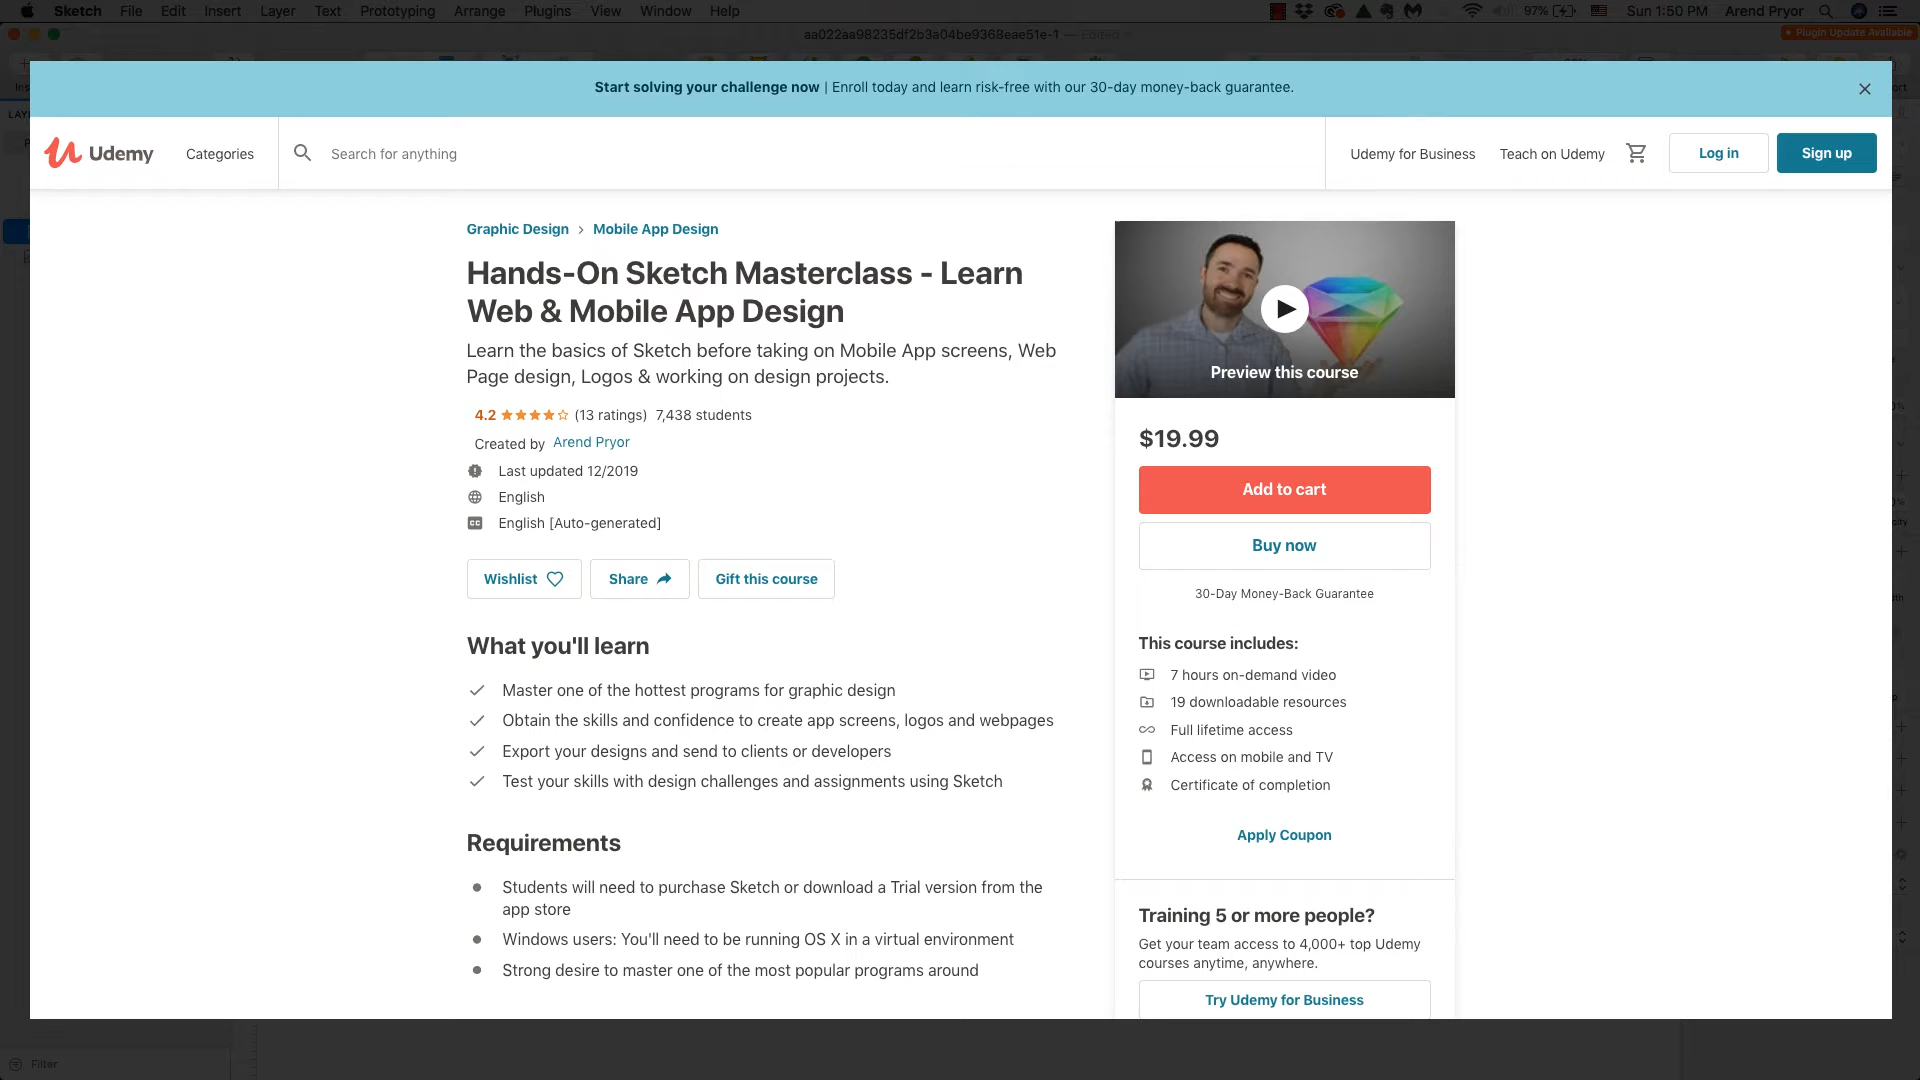 Sketch File Edit Insert Layer Text Prototyping Arrange Plugins View Window Help
97% Sun 1:50 PM Arend Pryor
aa022aa98235df2b3a04be9368eae51e-1 — Edited
Plugin Update Available
Start solving your challenge now | Enroll today and learn risk-free with our 30-day money-back guarantee.
Udemy
Categories
Search for anything
Udemy for Business
Teach on Udemy
Log in
Sign up
Graphic Design > Mobile App Design
Hands-On Sketch Masterclass - Learn
Web & Mobile App Design
Learn the basics of Sketch before taking on Mobile App screens, Web
Page design, Logos & working on design projects.
4.2 (13 ratings) 7,438 students
Created by Arend Pryor
Last updated 12/2019
English
CC English [Auto-generated]
Wishlist
Share
Gift this course
What you'll learn
Master one of the hottest programs for graphic design
Obtain the skills and confidence to create app screens, logos and webpages
Export your designs and send to clients or developers
Test your skills with design challenges and assignments using Sketch
Requirements
Students will need to purchase Sketch or download a Trial version from the
app store
Windows users: You'll need to be running OS X in a virtual environment
Strong desire to master one of the most popular programs around
Preview this course
$19.99
Add to cart
Buy now
30-Day Money-Back Guarantee
This course includes:
7 hours on-demand video
19 downloadable resources
Full lifetime access
Access on mobile and TV
Certificate of completion
Apply Coupon
Training 5 or more people?
Get your team access to 4,000+ top Udemy
courses anytime, anywhere.
Try Udemy for Business
Filter